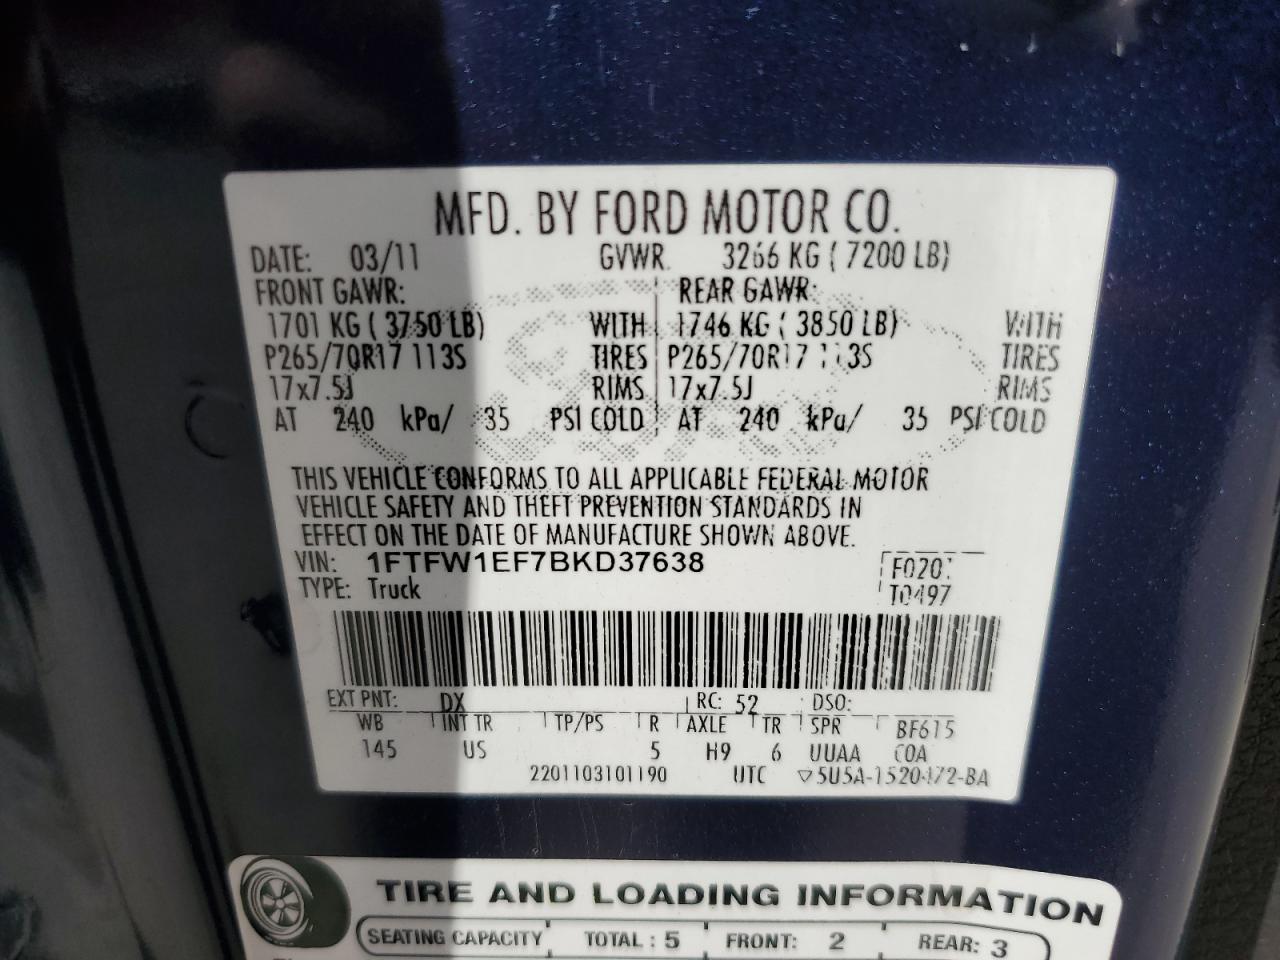 MFD. BY FORD MOTOR CO.
DATE: 03/11 GVWR 3266 KG ( 7200 LB)
FRONT GAWR: REAR GAWR:
1701 KG ( 3750 LB) WITH 1746 KG ( 3850 LB) WITH
P265/70R17 113S TIRES P265/70R17 113S TIRES
17x7.5J RIMS 17x7.5J RIMS
AT 240 kPa/ 35 PSI COLD AT 240 kPa/ 35 PSI COLD
THIS VEHICLE CONFORMS TO ALL APPLICABLE FEDERAL MOTOR
VEHICLE SAFETY AND THEFT PREVENTION STANDARDS IN
EFFECT ON THE DATE OF MANUFACTURE SHOWN ABOVE.
VIN: 1FTFW1EF7BKD37638
TYPE: Truck T0497
EXT PNT: DX RC: 52 DSO:
WB INT TR TP/PS R AXLE TR SPR BF615
145 US 5 H9 6 UUAA COA
2201103101190 UTC ▽5U5A-1520472-BA
TIRE AND LOADING INFORMATION
SEATING CAPACITY TOTAL : 5 FRONT: 2 REAR: 3